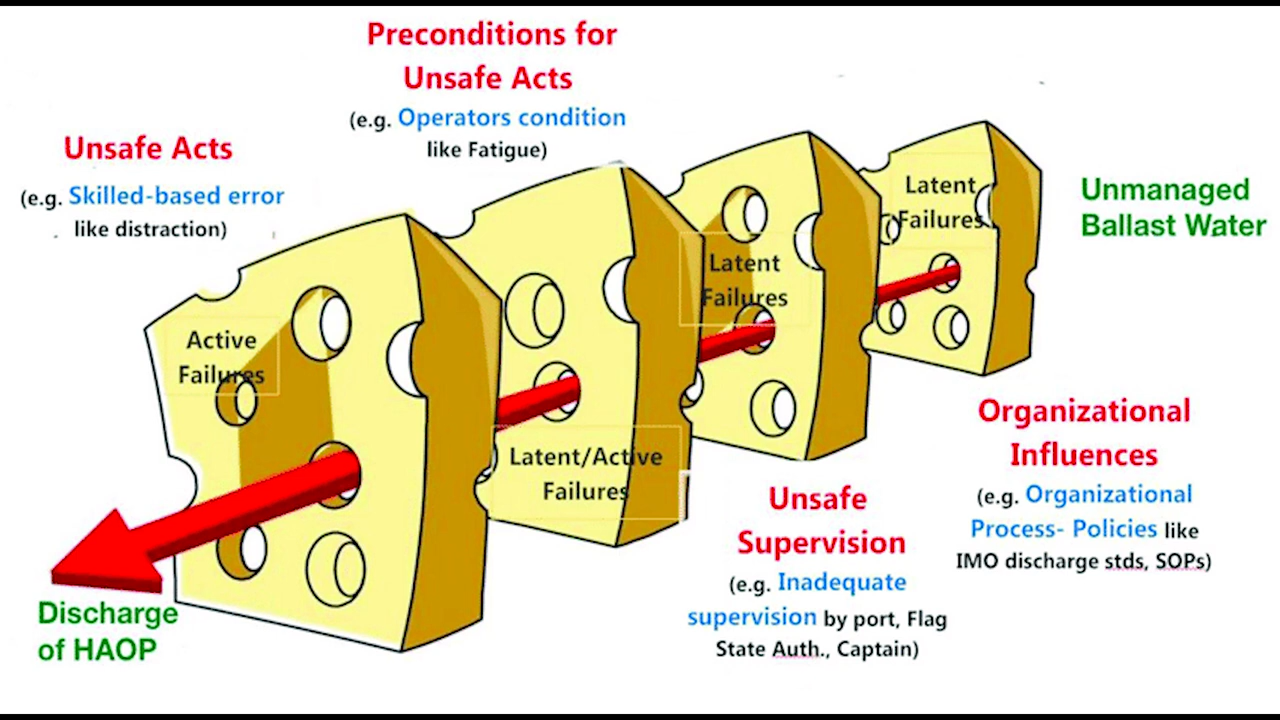 Preconditions for
Unsafe Acts
(e.g. Operators condition
like Fatigue)
Unsafe Acts
(e.g. Skilled-based error
like distraction)
Active
Failures
Latent/Active
Failures
Latent
Failures
Latent
Failures
Unmanaged
Ballast Water
Organizational
Influences
(e.g. Organizational
Process- Policies like
IMO discharge stds, SOPs)
Unsafe
Supervision
(e.g. Inadequate
supervision by port, Flag
State Auth., Captain)
Discharge
of HAOP